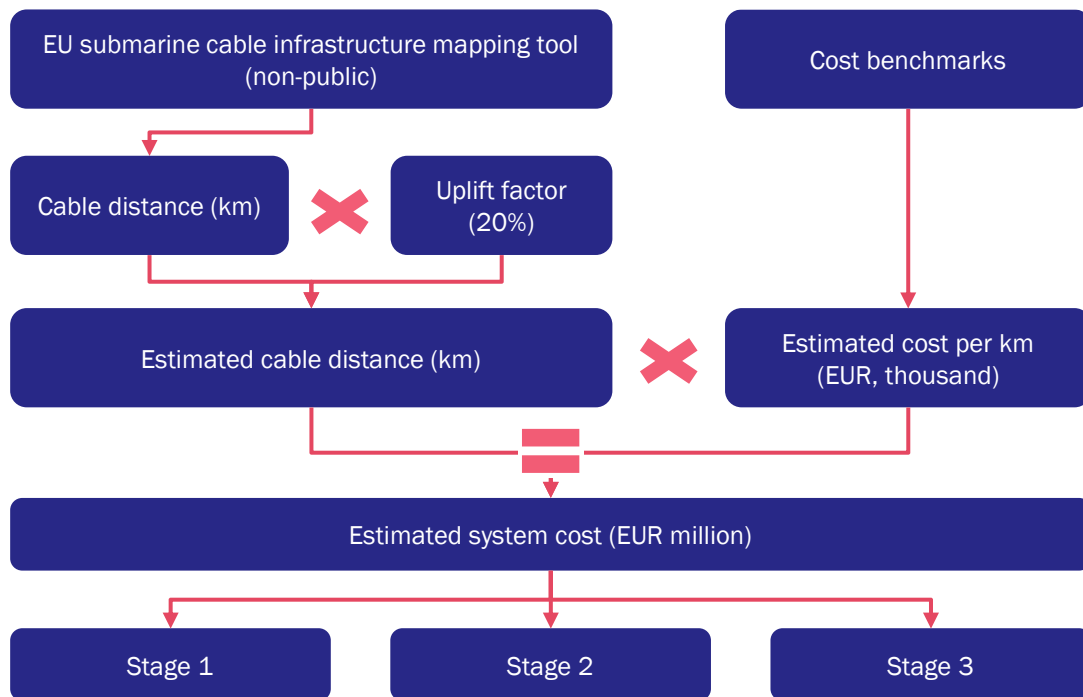 EU submarine cable infrastructure mapping tool
(non-public)
Cost benchmarks
Cable distance (km)
Uplift factor
(20%)
Estimated cable distance (km)
Estimated cost per km
(EUR, thousand)
Estimated system cost (EUR million)
Stage 1
Stage 2
Stage 3